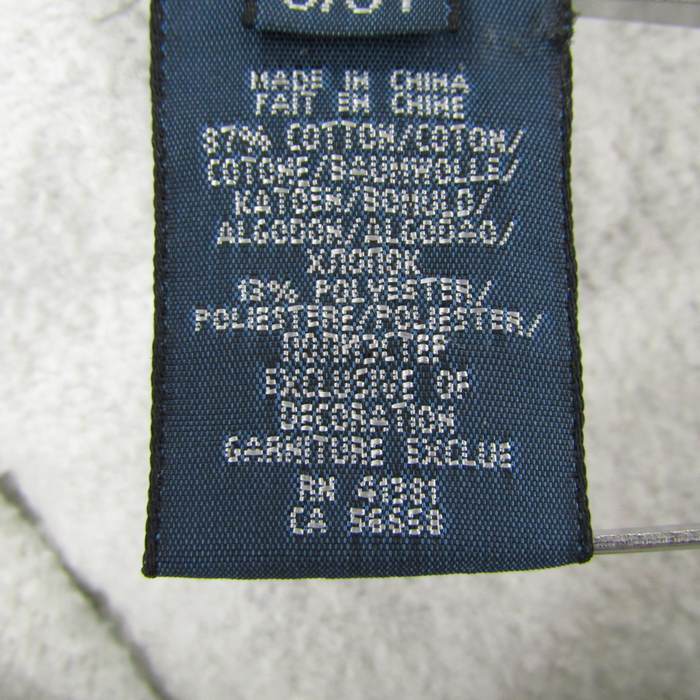 MADE IN CHINA
FAIT EN CHINE
87% COTTON/COTON/
COTONE/BAUMWOLLE/
KATOEN/BOMULD/
ALGODON/ALGODAO/
ХЛОПОК
13% POLYESTER/
POLIESTERE/POLIESTER/
ПОЛИЭСТЕР
EXCLUSIVE OF
DECORATION
GARNITURE EXCLUE
RN 41381
CA 56658